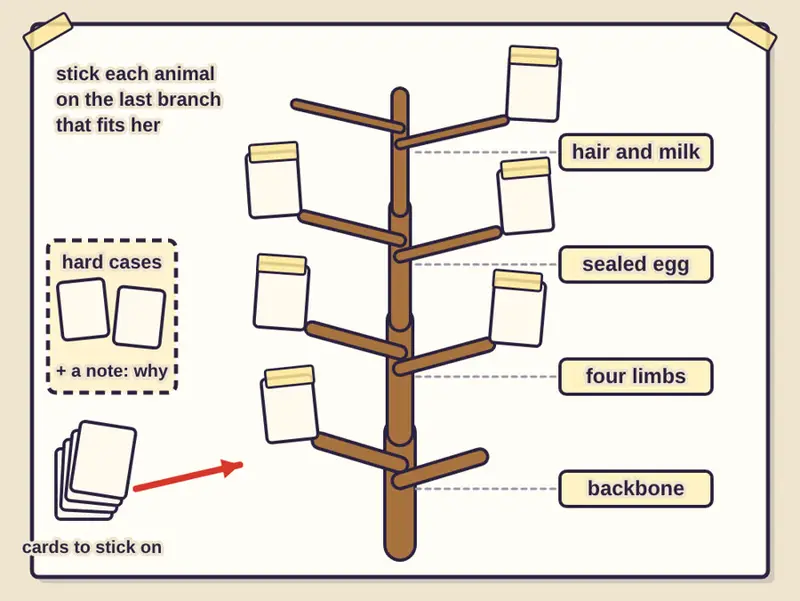 stick each animal
on the last branch
that fits her
hair and milk
sealed egg
hard cases
+ a note: why
four limbs
backbone
cards to stick on